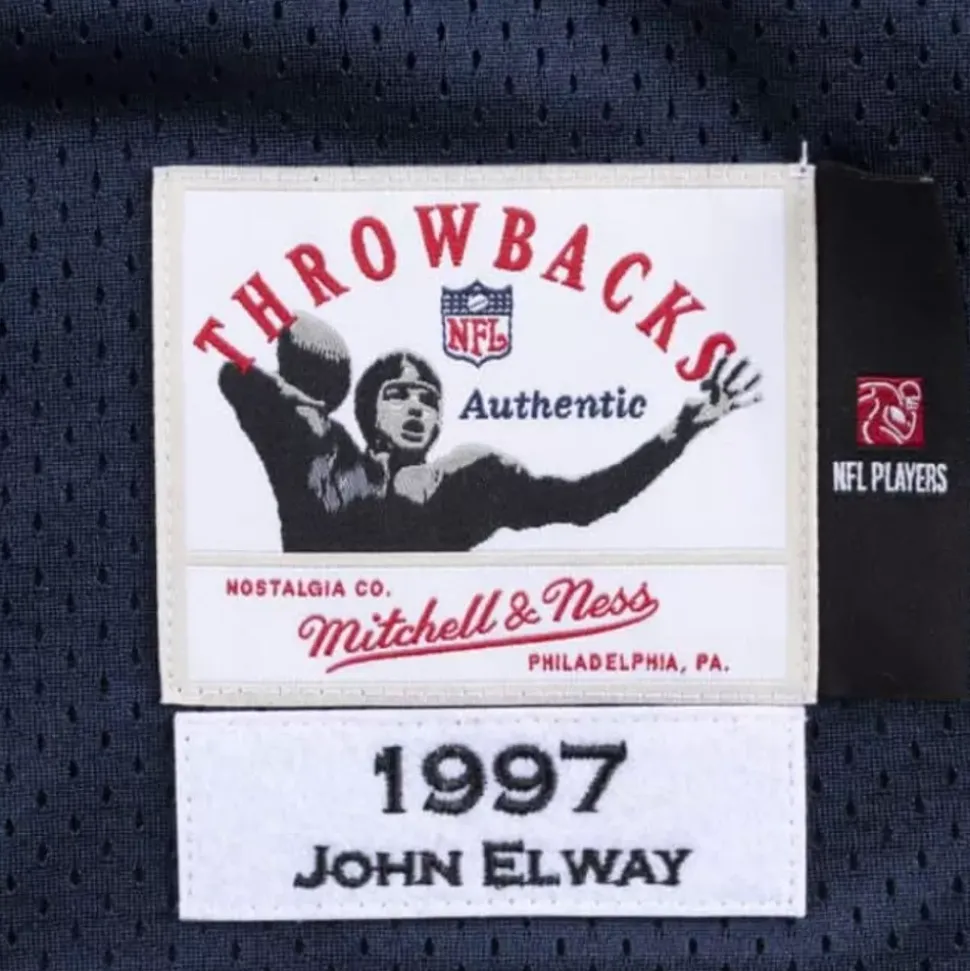 THROWBACKS
NFL
Authentic
NFL PLAYERS
NOSTALGIA CO.
Mitchell & Ness
PHILADELPHIA, PA.
1997
JOHN ELWAY